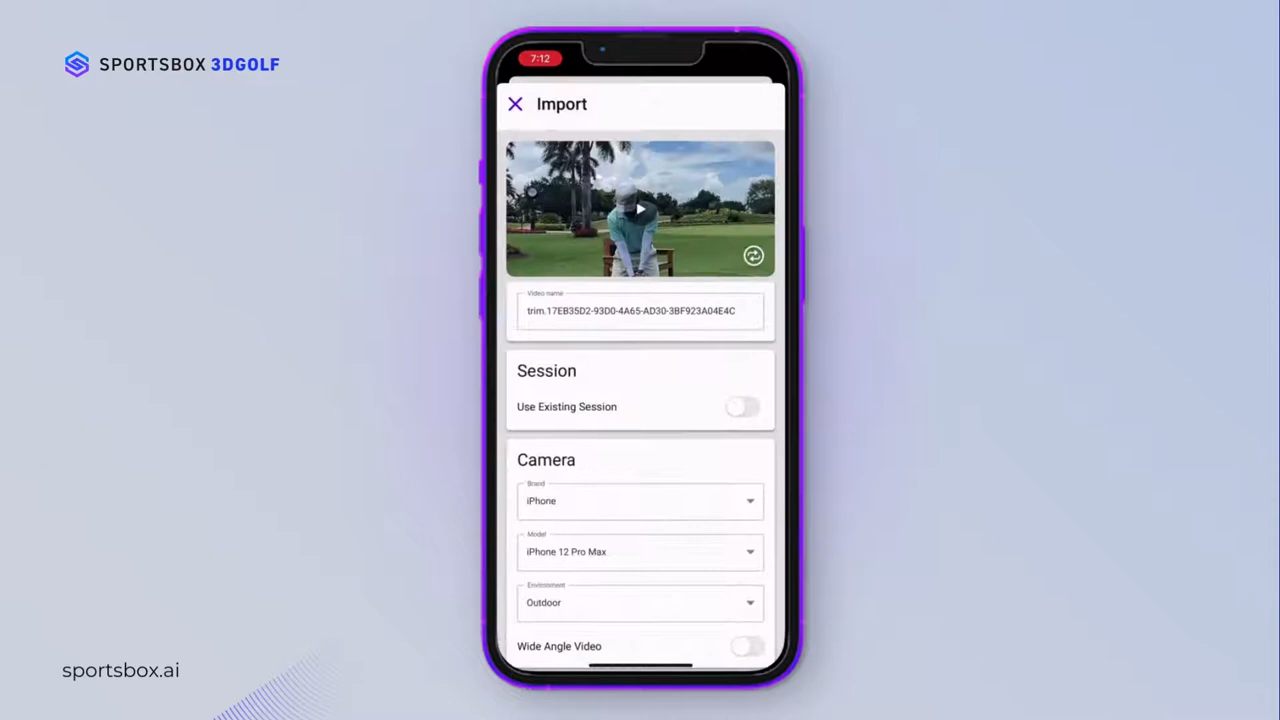 SPORTSBOX 3DGOLF
7:12
Import
Video name
trim.17EB35D2-93D0-4A65-AD30-3BF923A04E4C
Session
Use Existing Session
Camera
Brand
iPhone
Model
iPhone 12 Pro Max
Environment
Outdoor
Wide Angle Video
sportsbox.ai